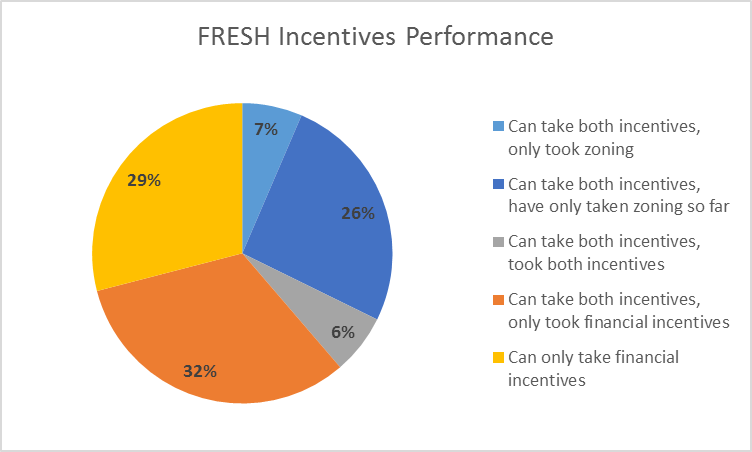 FRESH Incentives Performance
7%
26%
6%
32%
29%
Can take both incentives,
only took zoning
Can take both incentives,
have only taken zoning so far
Can take both incentives,
took both incentives
Can take both incentives,
only took financial incentives
Can only take financial
incentives